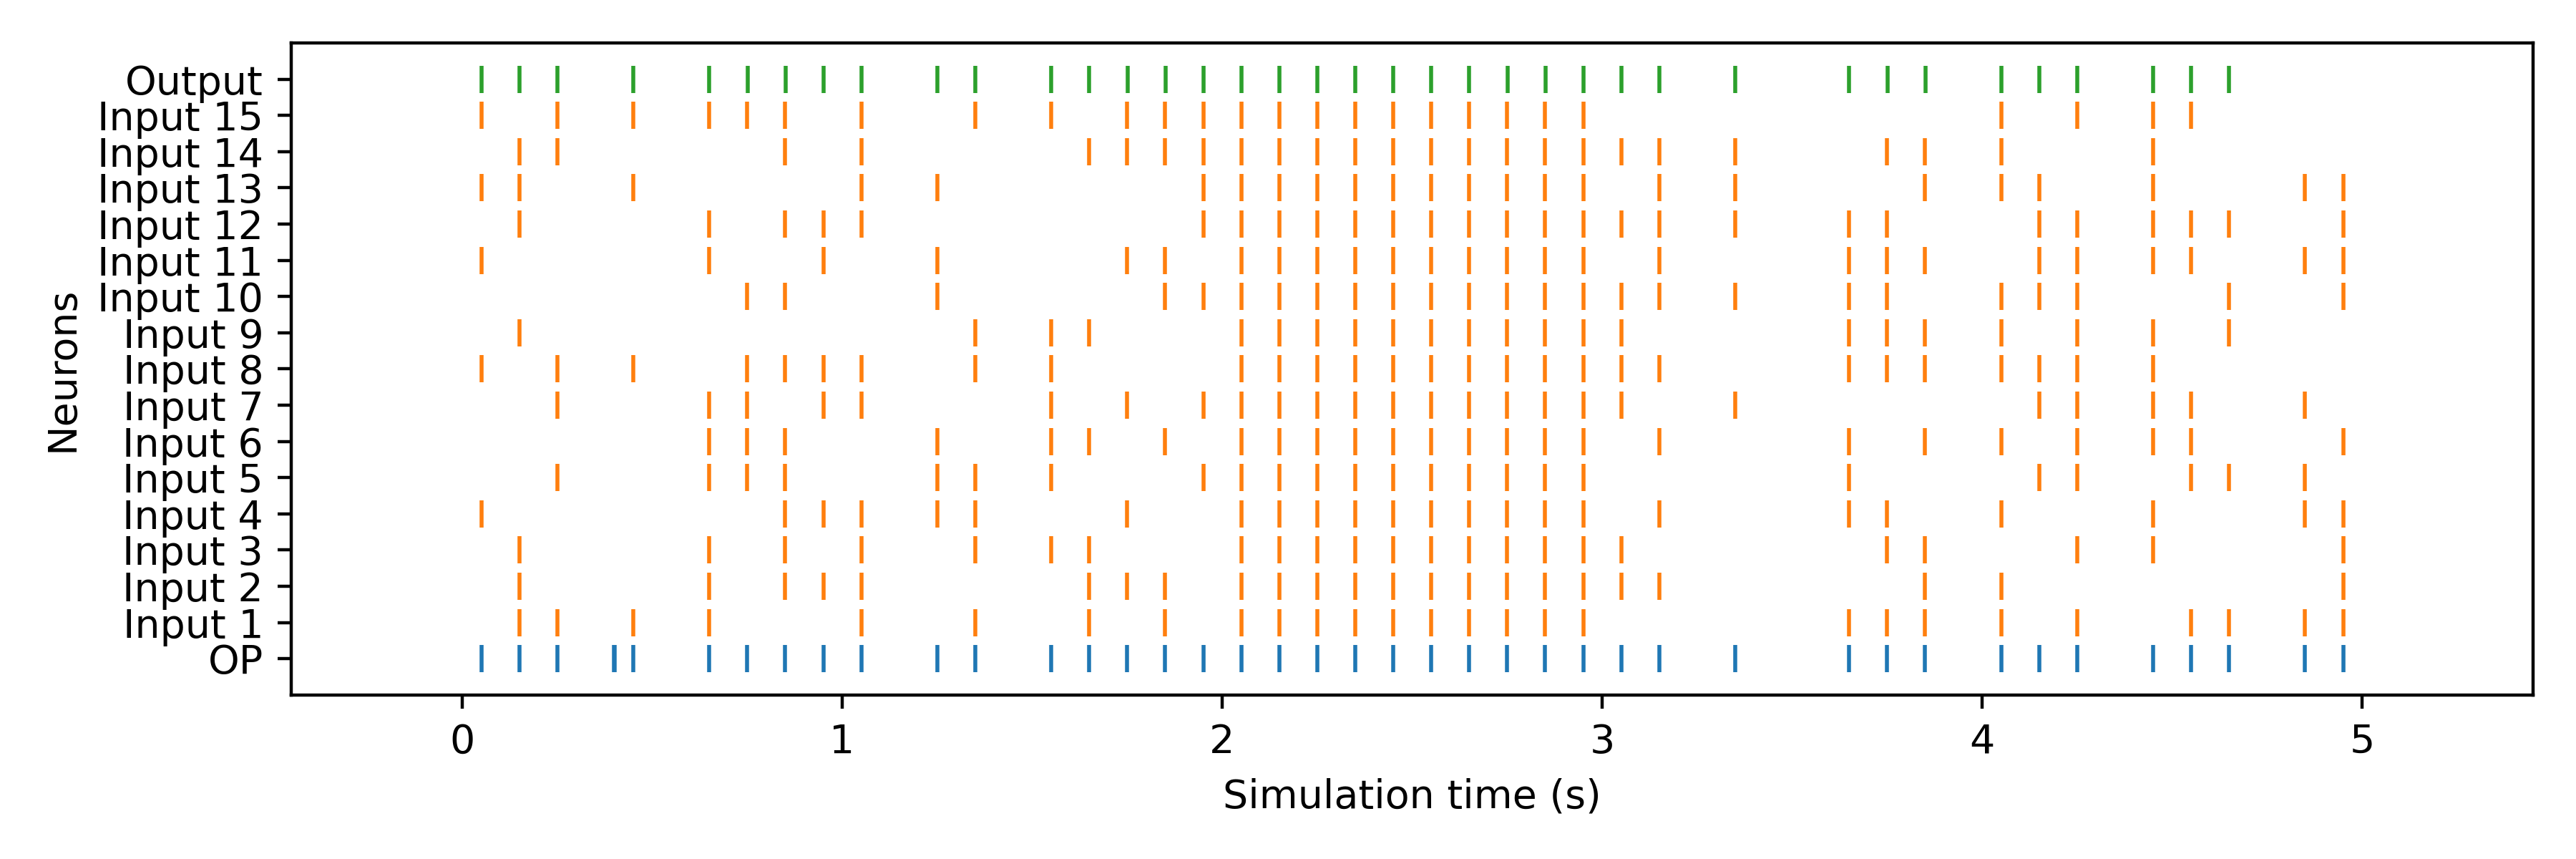 Output
Input 15
Input 14
Input 13
Input 12
Input 11
Input 10
Input 9
Input 8
Input 7
Input 6
Input 5
Input 4
Input 3
Input 2
Input 1
OP
Neurons
0 1 2 3 4 5
Simulation time (s)